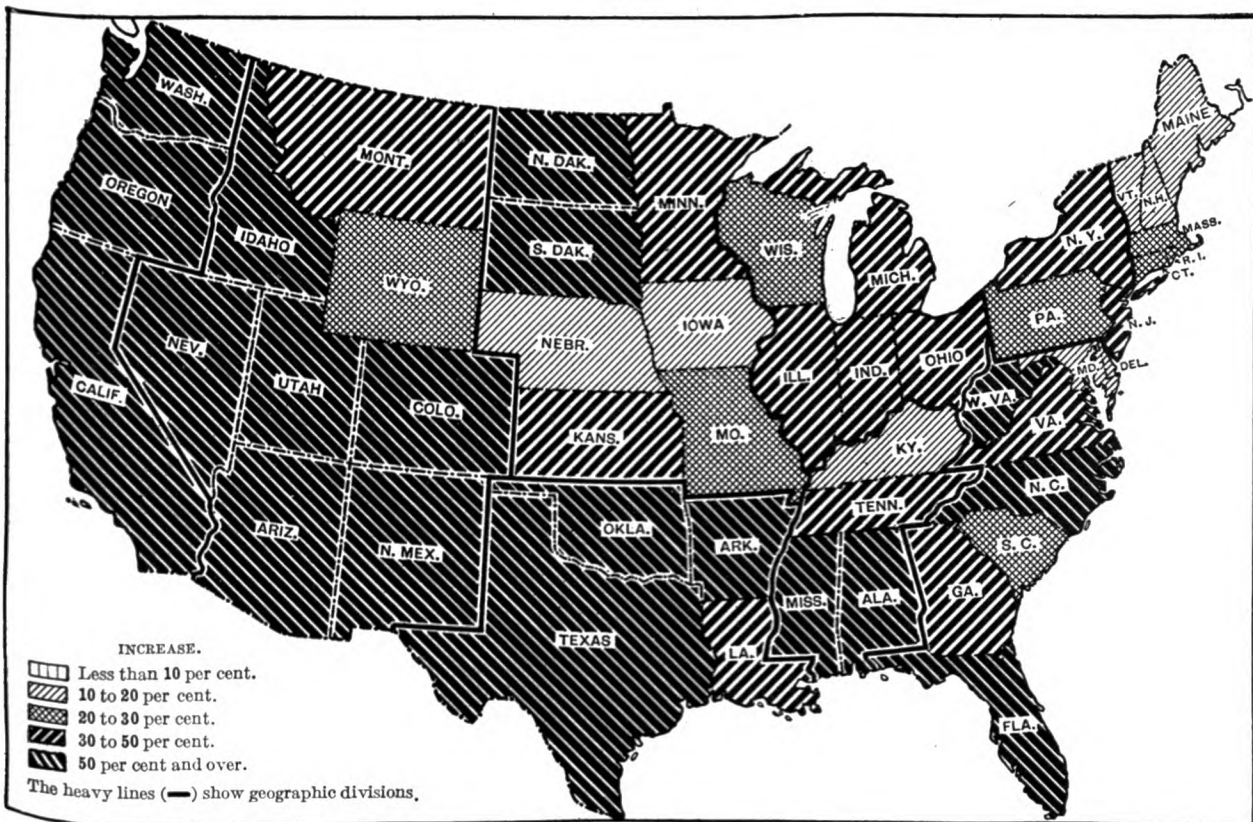 WASH.
MONT.
N. DAK.
MINN.
MAINE
VT.
N.H.
OREGON
IDAHO
S. DAK.
WIS.
MICH.
N. Y.
MASS.
R. I.
CT.
WYO.
PA.
N. J.
NEBR.
IOWA
NEV.
UTAH
COLO.
ILL.
IND.
OHIO
MD.
DEL.
W. VA.
VA.
CALIF.
KANS.
MO.
KY.
ARIZ.
N. MEX.
OKLA.
ARK.
TENN.
N. C.
S. C.
MISS.
ALA.
GA.
TEXAS
LA.
FLA.
INCREASE.
Less than 10 per cent.
10 to 20 per cent.
20 to 30 per cent.
30 to 50 per cent.
50 per cent and over.
The heavy lines (━) show geographic divisions.